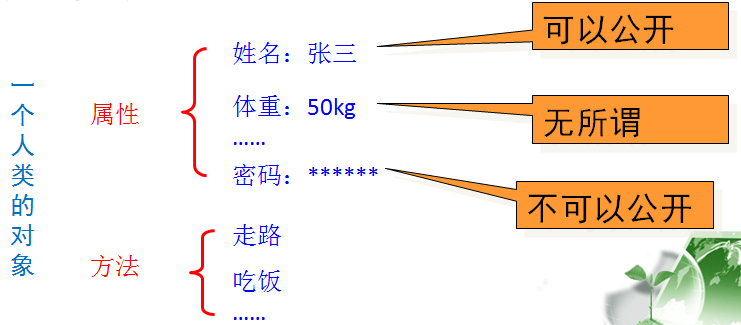 一个人类的对象
属性
姓名：张三
可以公开
体重：50kg
无所谓
……
密码：******
不可以公开
方法
走路
吃饭
……